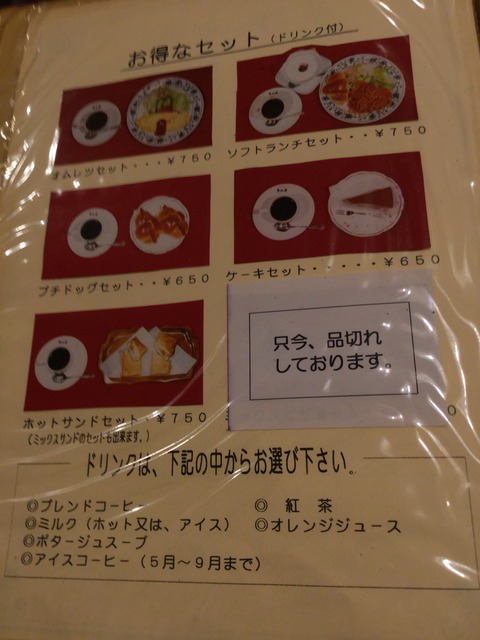 お得なセット（ドリンク付）
オムレツセット・・・￥７５０
ソフトランチセット・・￥７５０
プチドッグセット・・￥６５０
ケーキセット・・・・・￥６５０
ホットサンドセット・￥７５０
（ミックスサンドのセットも出来ます。）
只今、品切れ
しております。
０
ドリンクは、下記の中からお選び下さい。
◎ブレンドコーヒー
◎　紅　茶
◎ミルク（ホット又は、アイス）
◎オレンジジュース
◎ポタージュスープ
◎アイスコーヒー（５月～９月まで）